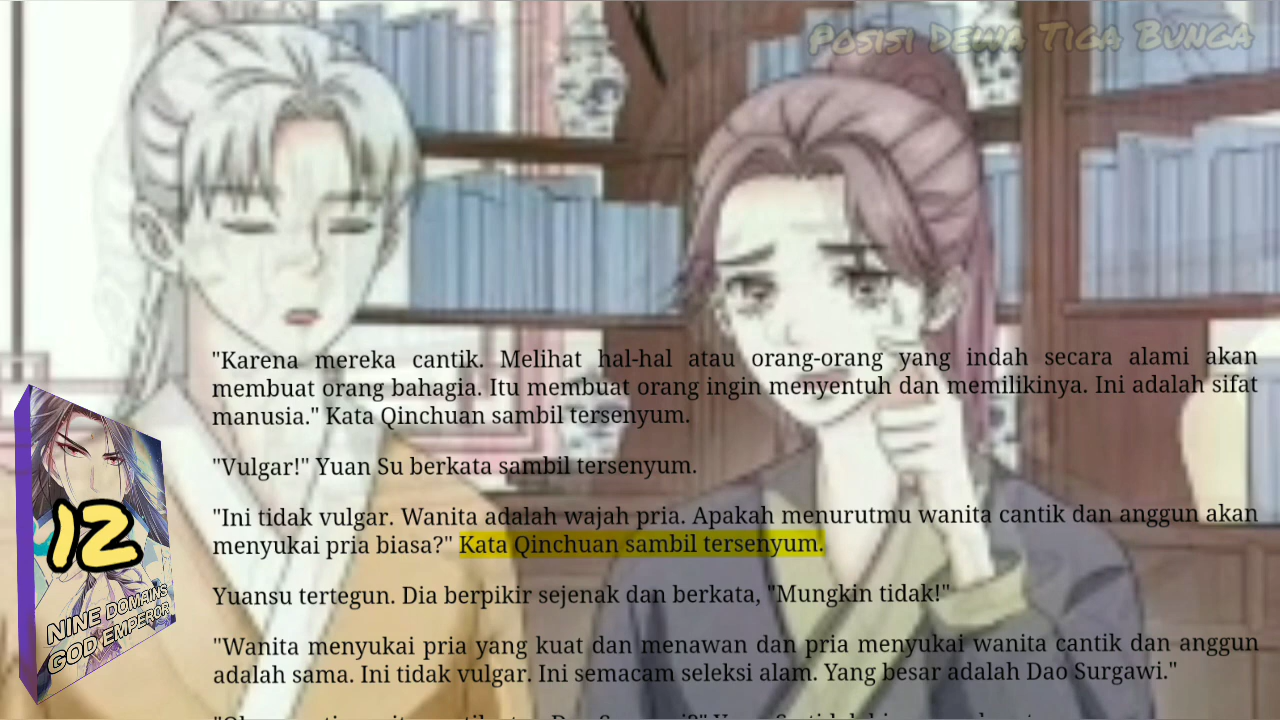 Posisi Dewa Tiga Bunga
"Karena mereka cantik. Melihat hal-hal atau orang-orang yang indah secara alami akan
membuat orang bahagia. Itu membuat orang ingin menyentuh dan memilikinya. Ini adalah sifat
manusia." Kata Qinchuan sambil tersenyum.
"Vulgar!" Yuan Su berkata sambil tersenyum.
"Ini tidak vulgar. Wanita adalah wajah pria. Apakah menurutmu wanita cantik dan anggun akan
menyukai pria biasa?" Kata Qinchuan sambil tersenyum.
Yuansu tertegun. Dia berpikir sejenak dan berkata, "Mungkin tidak!"
"Wanita menyukai pria yang kuat dan menawan dan pria menyukai wanita cantik dan anggun
adalah sama. Ini tidak vulgar. Ini semacam seleksi alam. Yang besar adalah Dao Surgawi."
12
NINE DOMAINS
GOD EMPEROR